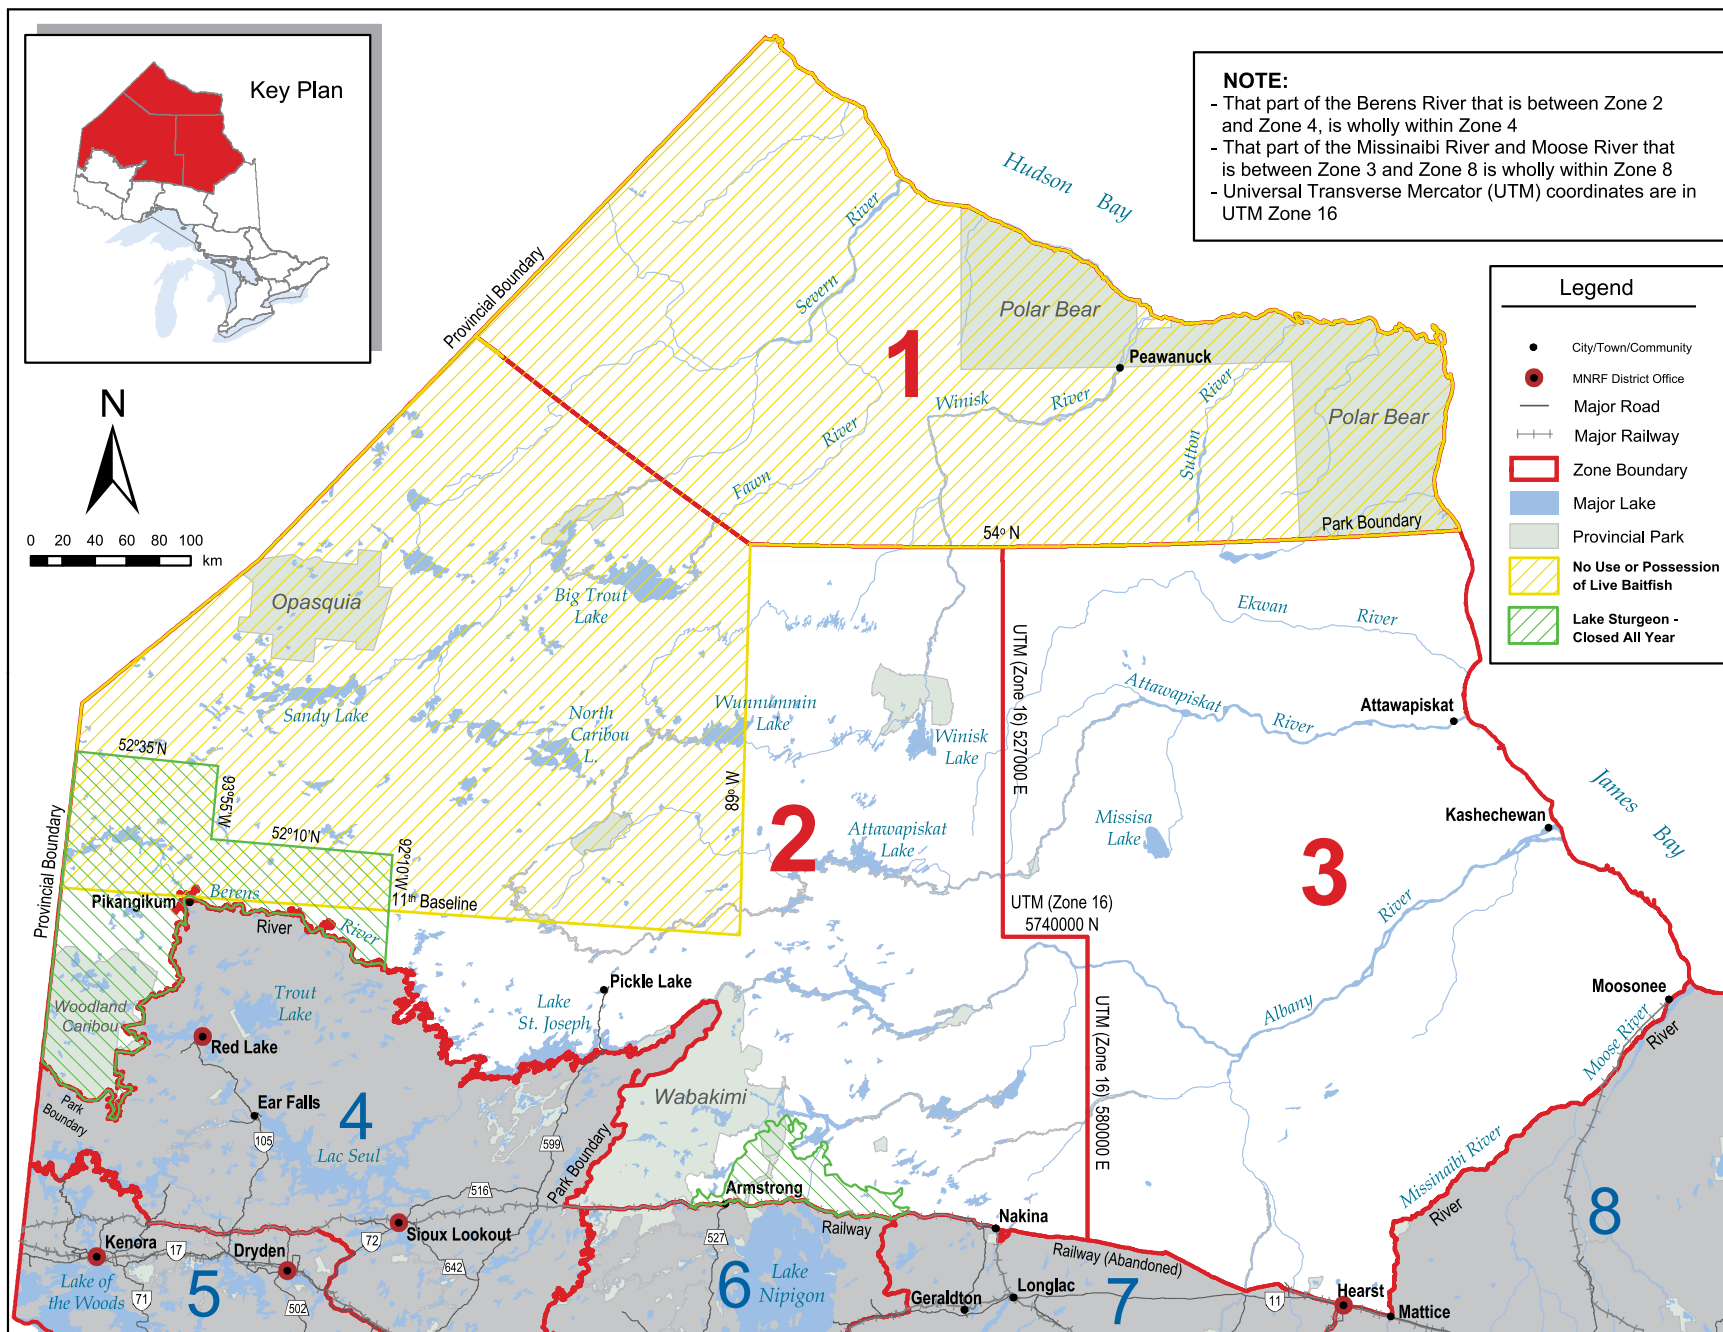 Key Plan
NOTE:
- That part of the Berens River that is between Zone 2
and Zone 4, is wholly within Zone 4
- That part of the Missinaibi River and Moose River that
is between Zone 3 and Zone 8 is wholly within Zone 8
- Universal Transverse Mercator (UTM) coordinates are in
UTM Zone 16
Legend
City/Town/Community
MNRF District Office
Major Road
Major Railway
Zone Boundary
Major Lake
Provincial Park
No Use or Possession
of Live Baitfish
Lake Sturgeon -
Closed All Year
N
0 20 40 60 80 100
km
Hudson Bay
Provincial Boundary
Severn River
Polar Bear
1
Peawanuck
Winisk River
Sutton River
Polar Bear
Fawn River
54º N
Park Boundary
Opasquia
Big Trout
Lake
Ekwan River
UTM (Zone 16) 527000 E
Sandy Lake
North
Caribou
L.
Wunnummin
Lake
Winisk
Lake
Attawapiskat River
Attawapiskat
52º35'N
93º55'W
52º10'N
92º10'W
89º W
11th Baseline
Provincial Boundary
2
Attawapiskat
Lake
Missisa
Lake
3
Kashechewan
James Bay
Pikangikum
Berens River
River
UTM (Zone 16)
5740000 N
River
Albany
Pickle Lake
Lake
St. Joseph
Trout
Lake
Woodland
Caribou
Red Lake
Moosonee
Moose River
River
UTM (Zone 16) 580000 E
Park
Boundary
Ear Falls
4
105
Lac Seul
599
Park Boundary
Wabakimi
516
Armstrong
Missinaibi River
River
8
Railway
Nakina
Sioux Lookout
Kenora
17
Dryden
72
642
527
Railway (Abandoned)
Lake of
the Woods
71
5
502
6
Lake
Nipigon
Geraldton
Longlac
7
11
Hearst
Mattice